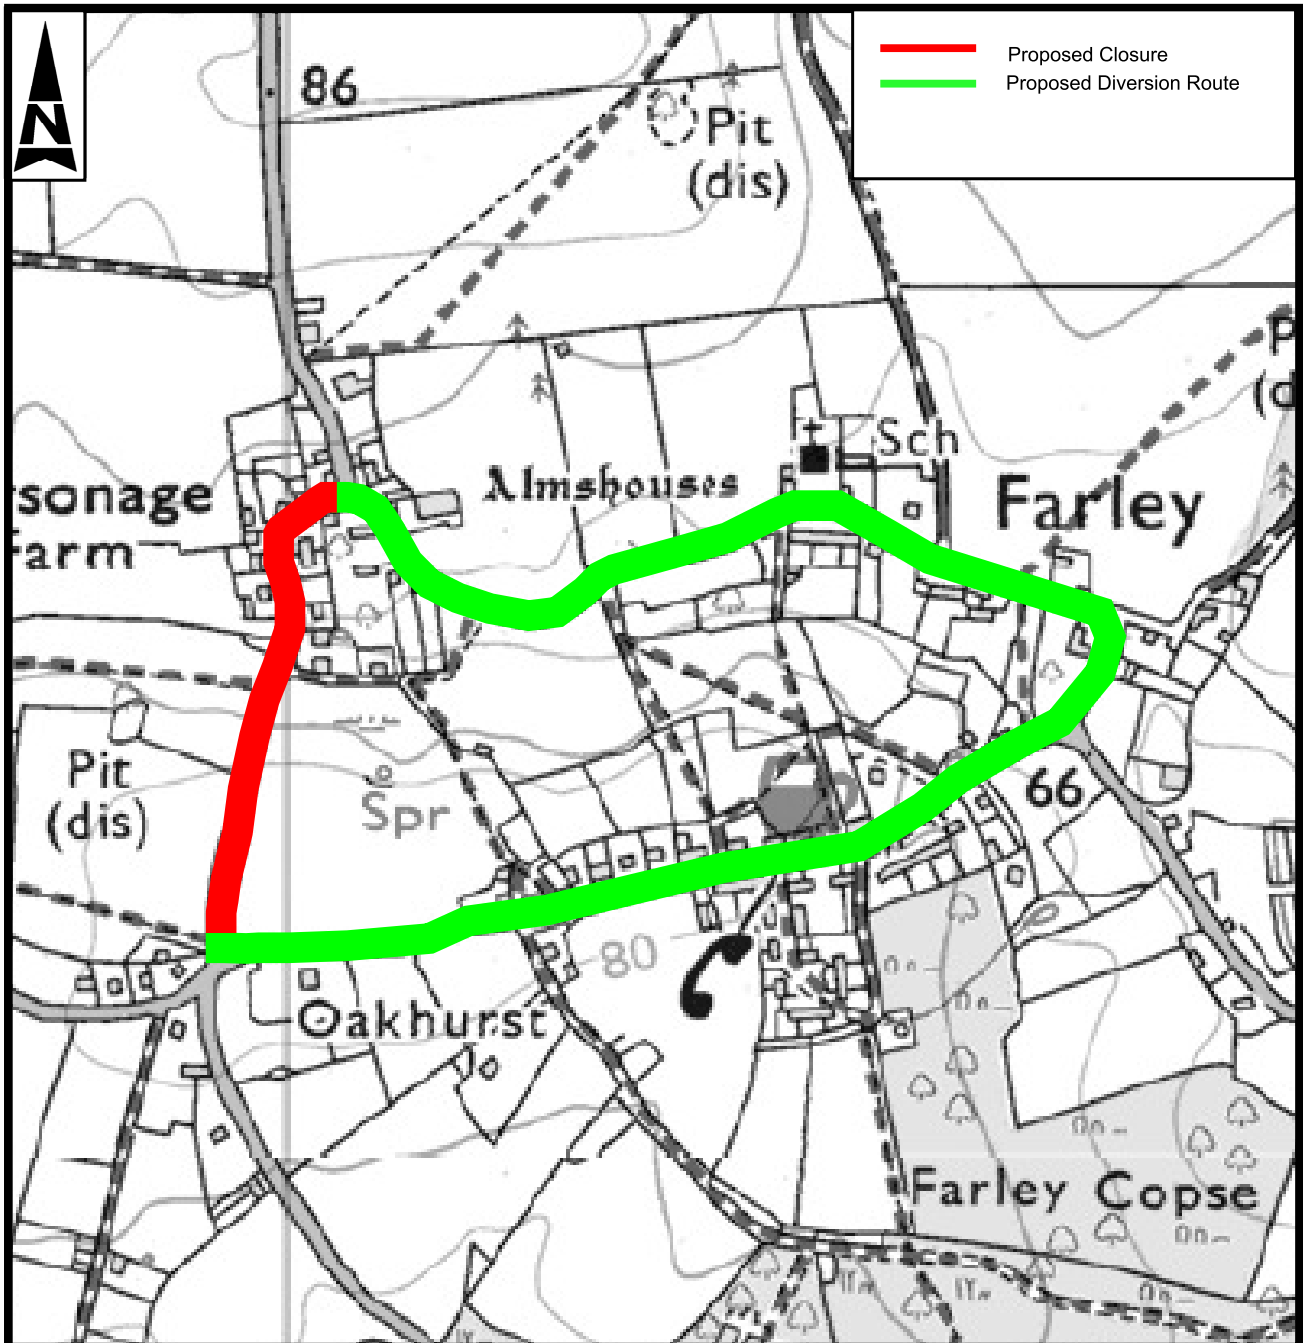 N
86
Proposed Closure
Proposed Diversion Route
Pit
(dis)
Sch
Almshouses
Farley
rsonage
Farm
P
(d
Pit
(dis)
Spr
66
80
Oakhurst
Farley Copse